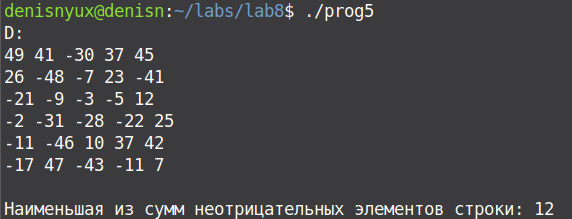 denisnyux@denisn:~/labs/lab8$ ./prog5
D:
49 41 -30 37 45
26 -48 -7 23 -41
-21 -9 -3 -5 12
-2 -31 -28 -22 25
-11 -46 10 37 42
-17 47 -43 -11 7
Наименьшая из сумм неотрицательных элементов строки: 12